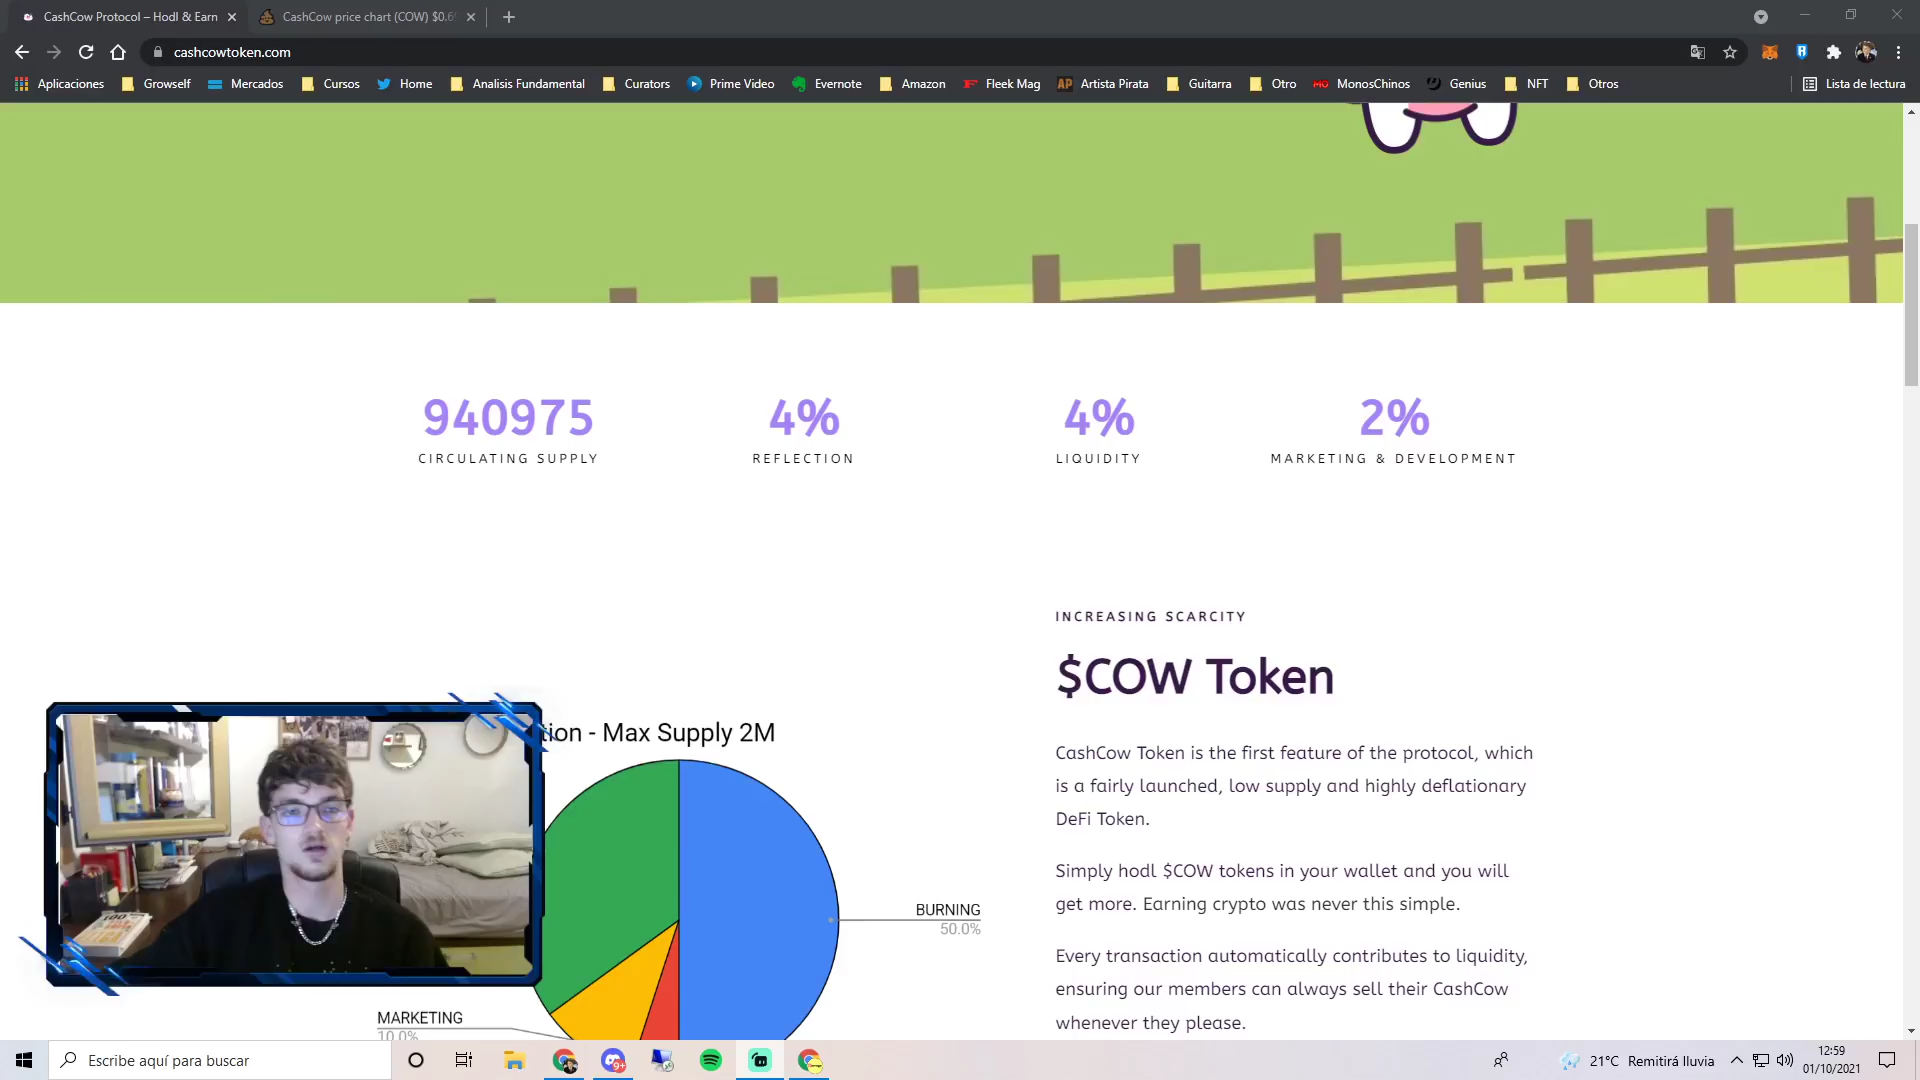 CashCow Protocol – Hodl & Earn
CashCow price chart (COW) $0.6
cashcowtoken.com
Aplicaciones
Growself
Mercados
Cursos
Home
Analisis Fundamental
Curators
Prime Video
Evernote
Amazon
Fleek Mag
Artista Pirata
Guitarra
Otro
MonosChinos
Genius
NFT
Otros
Lista de lectura
940975
CIRCULATING SUPPLY
4%
REFLECTION
4%
LIQUIDITY
2%
MARKETING & DEVELOPMENT
INCREASING SCARCITY
$COW Token
CashCow Token is the first feature of the protocol, which
is a fairly launched, low supply and highly deflationary
DeFi Token.
Simply hodl $COW tokens in your wallet and you will
get more. Earning crypto was never this simple.
Every transaction automatically contributes to liquidity,
ensuring our members can always sell their CashCow
whenever they please.
tion - Max Supply 2M
BURNING
50.0%
MARKETING
10.0%
Escribe aquí para buscar
21°C Remitirá lluvia
12:59
01/10/2021